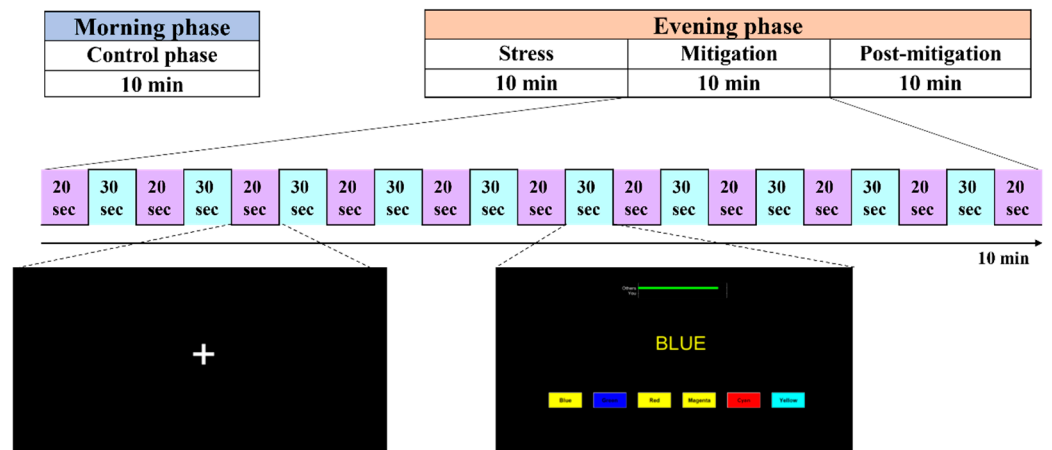 Morning phase
Control phase
10 min
Evening phase
Stress Mitigation Post-mitigation
10 min 10 min 10 min
20 30 20 30 20 30 20 30 20 30 20 30 20 30 20 30 20 30 20 30 20
sec sec sec sec sec sec sec sec sec sec sec sec sec sec sec sec sec sec sec sec sec
10 min
Others
You
BLUE
Blue Red Magenta Cyan Yellow